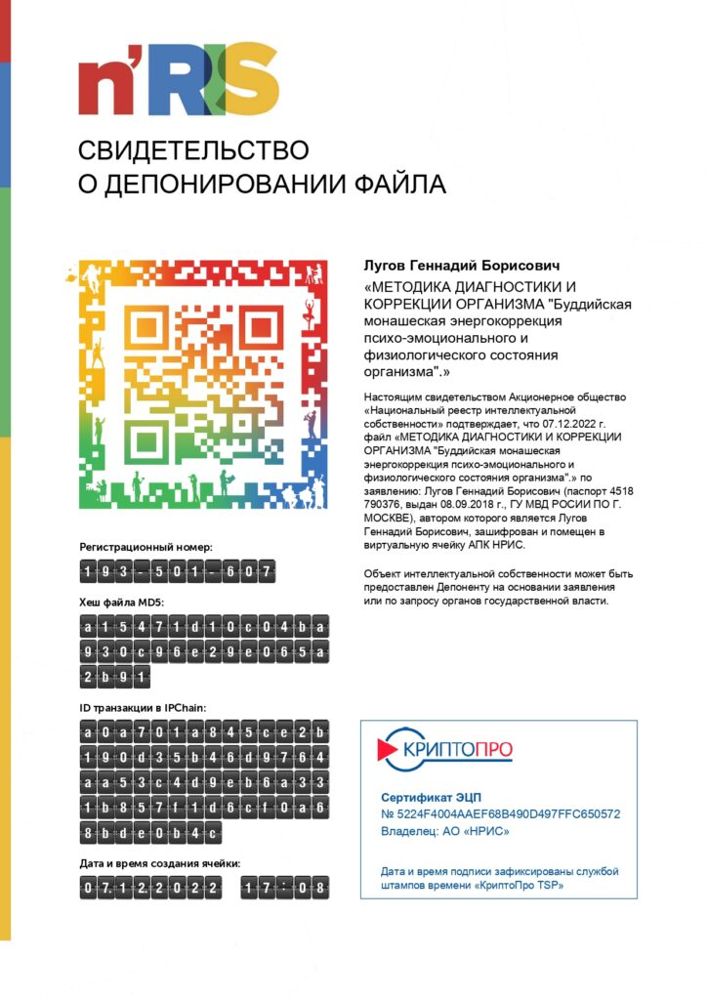 n'RIS
СВИДЕТЕЛЬСТВО
О ДЕПОНИРОВАНИИ ФАЙЛА
Лугов Геннадий Борисович
«МЕТОДИКА ДИАГНОСТИКИ И
КОРРЕКЦИИ ОРГАНИЗМА "Буддийская
монашеская энергокоррекция
психо-эмоционального и
физиологического состояния
организма".»
Настоящим свидетельством Акционерное общество
«Национальный реестр интеллектуальной
собственности» подтверждает, что 07.12.2022 г.
файл «МЕТОДИКА ДИАГНОСТИКИ И КОРРЕКЦИИ
ОРГАНИЗМА "Буддийская монашеская
энергокоррекция психо-эмоционального и
физиологического состояния организма".» по
заявлению: Лугов Геннадий Борисович (паспорт 4518
790376, выдан 08.09.2018 г., ГУ МВД РОСИИ ПО Г.
МОСКВЕ), автором которого является Лугов
Геннадий Борисович, зашифрован и помещен в
виртуальную ячейку АПК НРИС.
Объект интеллектуальной собственности может быть
предоставлен Депоненту на основании заявления
или по запросу органов государственной власти.
Регистрационный номер:
193-501-607
Хеш файла MD5:
a15471d10c04ba
930c96e29e065a
2b91
ID транзакции в IPChain:
a0a701a845ce2b
190d35b46d9764
aa53c4d9eb6a33
1b857f1d6cf0a6
8bde0b4c
Дата и время создания ячейки:
07.12.2022 17:08
КРИПТОПРО
Сертификат ЭЦП
№ 5224F4004AAEF68B490D497FFC650572
Владелец: АО «НРИС»
Дата и время подписи зафиксированы службой
штампов времени «КриптоПро TSP»